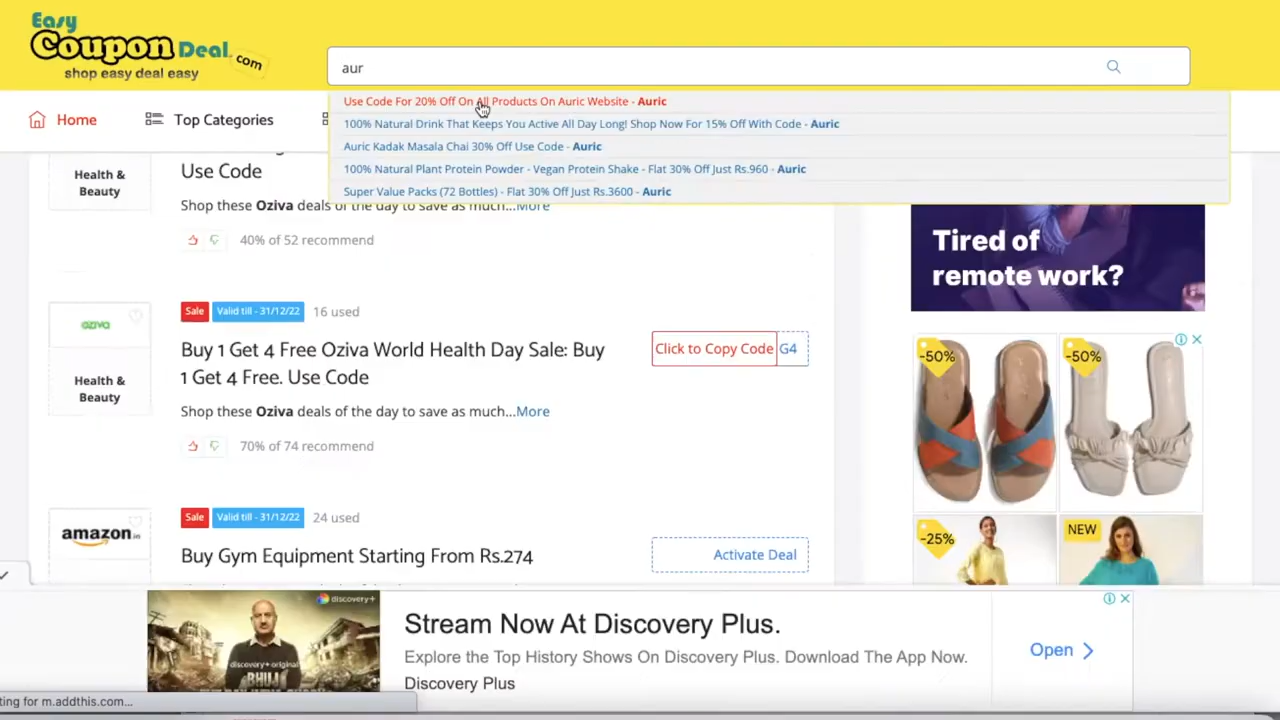 Easy
Coupon Deal.com
shop easy deal easy
aur
Use Code For 20% Off On All Products On Auric Website - Auric
100% Natural Drink That Keeps You Active All Day Long! Shop Now For 15% Off With Code - Auric
Auric Kadak Masala Chai 30% Off Use Code - Auric
100% Natural Plant Protein Powder - Vegan Protein Shake - Flat 30% Off Just Rs.960 - Auric
Super Value Packs (72 Bottles) - Flat 30% Off Just Rs.3600 - Auric
Home
Top Categories
Health &
Beauty
Use Code
Shop these Oziva deals of the day to save as much...More
40% of 52 recommend
OZIVA
Health &
Beauty
Sale Valid till - 31/12/22 16 used
Buy 1 Get 4 Free Oziva World Health Day Sale: Buy
1 Get 4 Free. Use Code
Click to Copy Code G4
Shop these Oziva deals of the day to save as much...More
70% of 74 recommend
amazon.in
Sale Valid till - 31/12/22 24 used
Buy Gym Equipment Starting From Rs.274
Activate Deal
Tired of
remote work?
-50%
-50%
-25%
NEW
discovery+
discovery+ original
BHUJ
Stream Now At Discovery Plus.
Explore the Top History Shows On Discovery Plus. Download The App Now.
Discovery Plus
Open
ting for m.addthis.com...